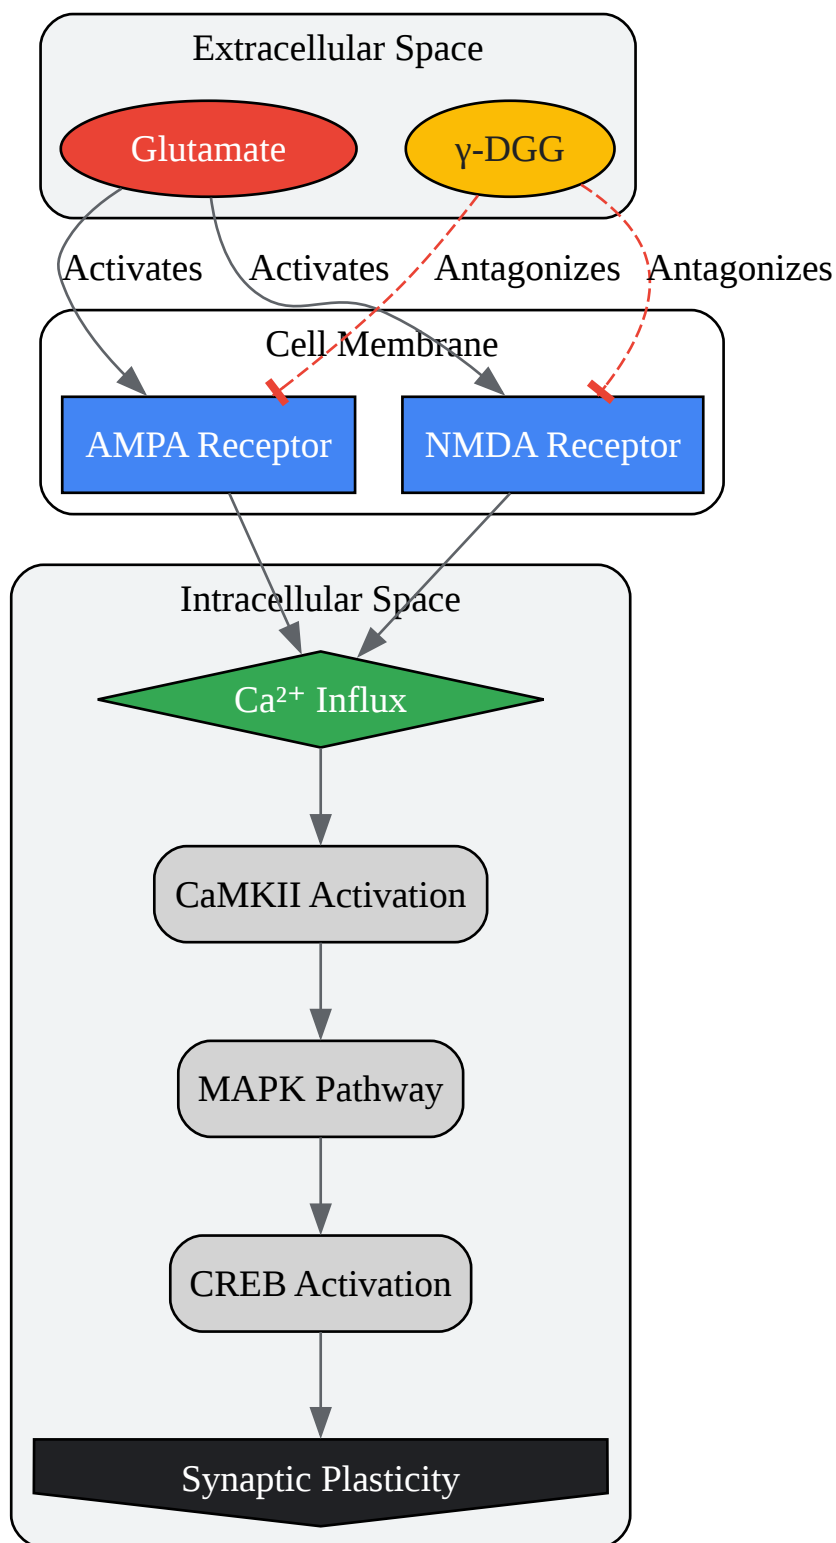 Extracellular Space
Glutamate
γ-DGG
Activates
Activates
Antagonizes
Antagonizes
Cell Membrane
AMPA Receptor
NMDA Receptor
Intracellular Space
Ca²⁺ Influx
CaMKII Activation
MAPK Pathway
CREB Activation
Synaptic Plasticity